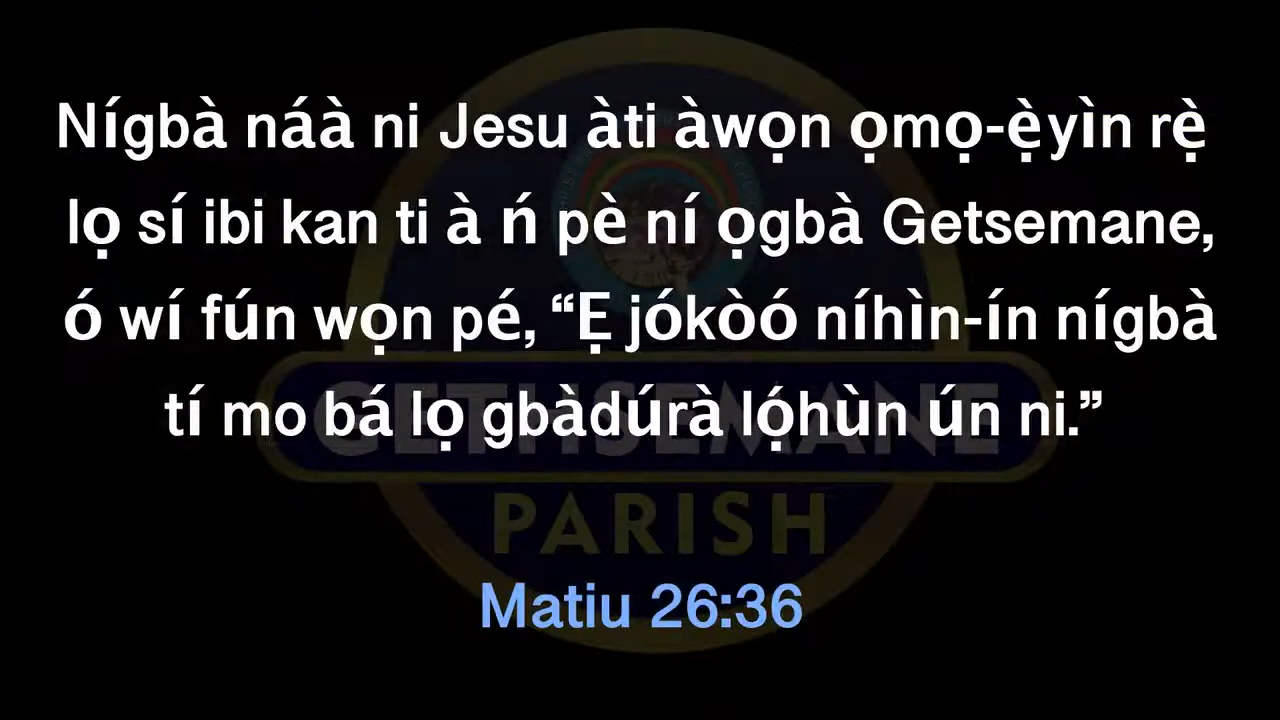 Nígbà náà ni Jesu àti àwọn ọmọ-ẹ̀yìn rẹ̀
lọ sí ibi kan ti à ń pè ní ọgbà Getsemane,
ó wí fún wọn pé, “Ẹ jókòó níhìn-ín nígbà
tí mo bá lọ gbàdúrà lọ́hùn ún ni.”
GETHSEMANE
PARISH
Matiu 26:36